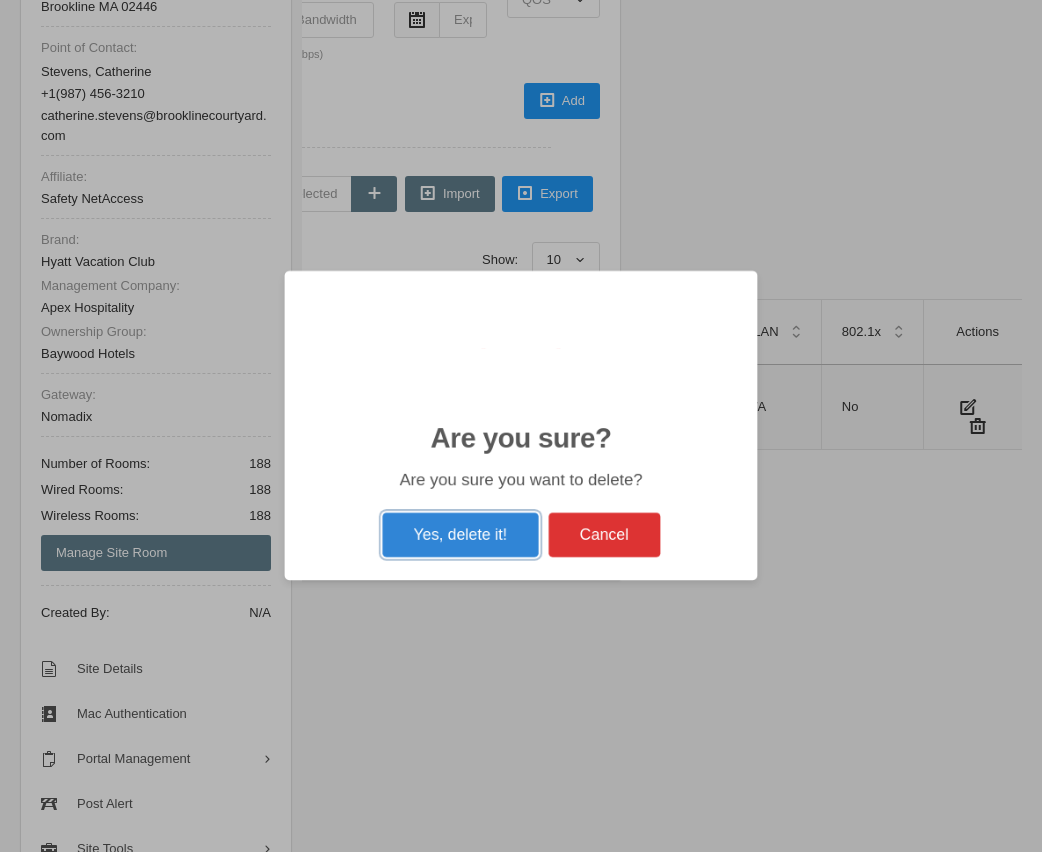 Brookline MA 02446
Point of Contact:
Stevens, Catherine
+1(987) 456-3210
catherine.stevens@brooklinecourtyard.
com
Affiliate:
Safety NetAccess
Brand:
Hyatt Vacation Club
Management Company:
Apex Hospitality
Ownership Group:
Baywood Hotels
Gateway:
Nomadix
Number of Rooms: 188
Wired Rooms: 188
Wireless Rooms: 188
Manage Site Room
Created By: N/A
Site Details
Mac Authentication
Portal Management
Post Alert
Site Tools
Bandwidth
Exp
QOS
bps)
Add
lected
Import
Export
Show: 10
LAN 802.1x Actions
A No
Are you sure?
Are you sure you want to delete?
Yes, delete it! Cancel